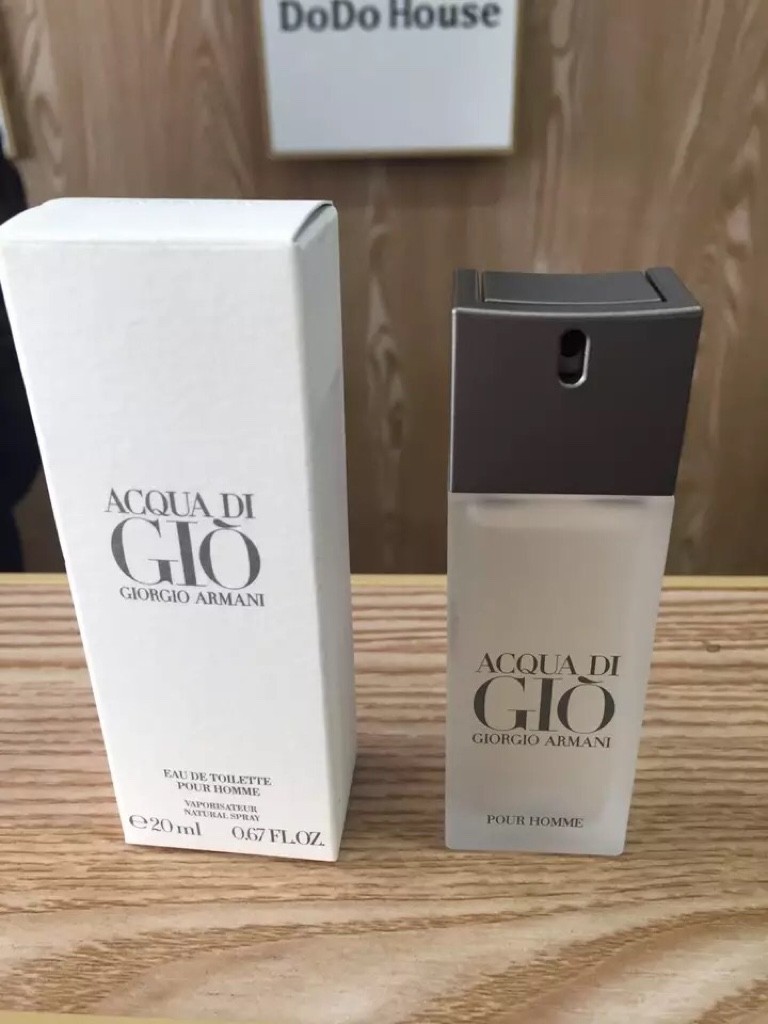 DoDo House
ACQUA DI
GIÒ
GIORGIO ARMANI
EAU DE TOILETTE
POUR HOMME
VAPORISATEUR
NATURAL SPRAY
℮20 ml 0.67 FL.OZ.
ACQUA DI
GIÒ
GIORGIO ARMANI
POUR HOMME